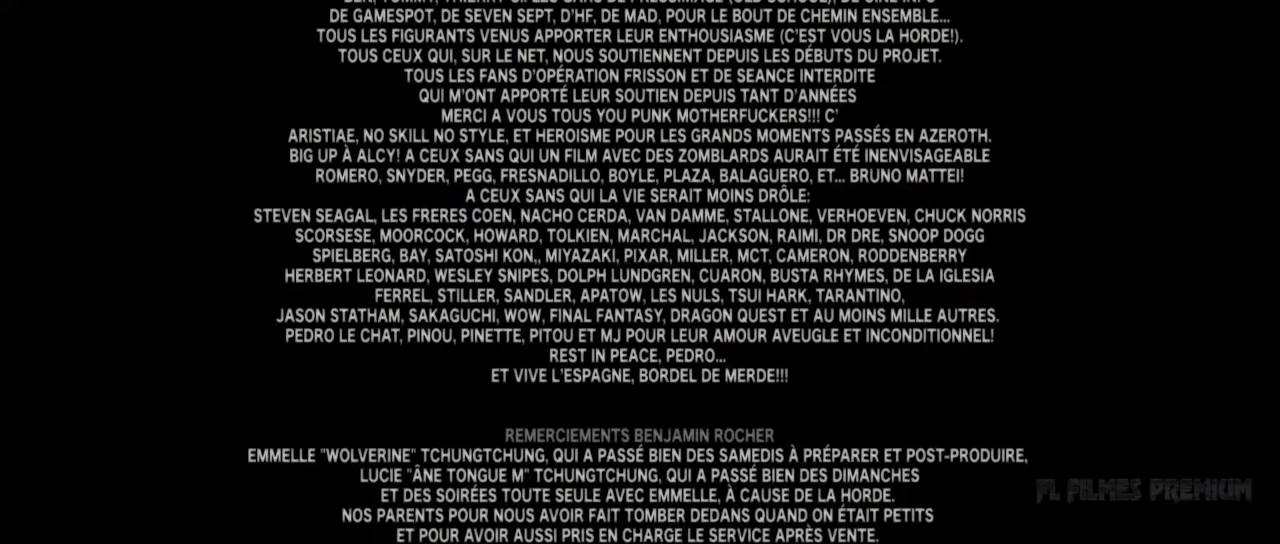 DE GAMESPOT, DE SEVEN SEPT, D'HF, DE MAD, POUR LE BOUT DE CHEMIN ENSEMBLE...
TOUS LES FIGURANTS VENUS APPORTER LEUR ENTHOUSIASME (C'EST VOUS LA HORDE!).
TOUS CEUX QUI, SUR LE NET, NOUS SOUTIENNENT DEPUIS LES DÉBUTS DU PROJET.
TOUS LES FANS D'OPÉRATION FRISSON ET DE SEANCE INTERDITE
QUI M'ONT APPORTÉ LEUR SOUTIEN DEPUIS TANT D'ANNÉES
MERCI A VOUS TOUS YOU PUNK MOTHERFUCKERS!!! C'
ARISTIAE, NO SKILL NO STYLE, ET HEROISME POUR LES GRANDS MOMENTS PASSÉS EN AZEROTH.
BIG UP À ALCY! A CEUX SANS QUI UN FILM AVEC DES ZOMBLARDS AURAIT ÉTÉ INENVISAGEABLE
ROMERO, SNYDER, PEGG, FRESNADILLO, BOYLE, PLAZA, BALAGUERO, ET... BRUNO MATTEI!
A CEUX SANS QUI LA VIE SERAIT MOINS DRÔLE:
STEVEN SEAGAL, LES FRERES COEN, NACHO CERDA, VAN DAMME, STALLONE, VERHOEVEN, CHUCK NORRIS
SCORSESE, MOORCOCK, HOWARD, TOLKIEN, MARCHAL, JACKSON, RAIMI, DR DRE, SNOOP DOGG
SPIELBERG, BAY, SATOSHI KON,, MIYAZAKI, PIXAR, MILLER, MCT, CAMERON, RODDENBERRY
HERBERT LEONARD, WESLEY SNIPES, DOLPH LUNDGREN, CUARON, BUSTA RHYMES, DE LA IGLESIA
FERREL, STILLER, SANDLER, APATOW, LES NULS, TSUI HARK, TARANTINO,
JASON STATHAM, SAKAGUCHI, WOW, FINAL FANTASY, DRAGON QUEST ET AU MOINS MILLE AUTRES.
PEDRO LE CHAT, PINOU, PINETTE, PITOU ET MJ POUR LEUR AMOUR AVEUGLE ET INCONDITIONNEL!
REST IN PEACE, PEDRO...
ET VIVE L'ESPAGNE, BORDEL DE MERDE!!!
REMERCIEMENTS BENJAMIN ROCHER
EMMELLE "WOLVERINE" TCHUNGTCHUNG, QUI A PASSÉ BIEN DES SAMEDIS À PRÉPARER ET POST-PRODUIRE,
LUCIE "ÂNE TONGUE M" TCHUNGTCHUNG, QUI A PASSÉ BIEN DES DIMANCHES
ET DES SOIRÉES TOUTE SEULE AVEC EMMELLE, À CAUSE DE LA HORDE.
NOS PARENTS POUR NOUS AVOIR FAIT TOMBER DEDANS QUAND ON ÉTAIT PETITS
ET POUR AVOIR AUSSI PRIS EN CHARGE LE SERVICE APRÈS VENTE.
FL FILMES PREMIUM